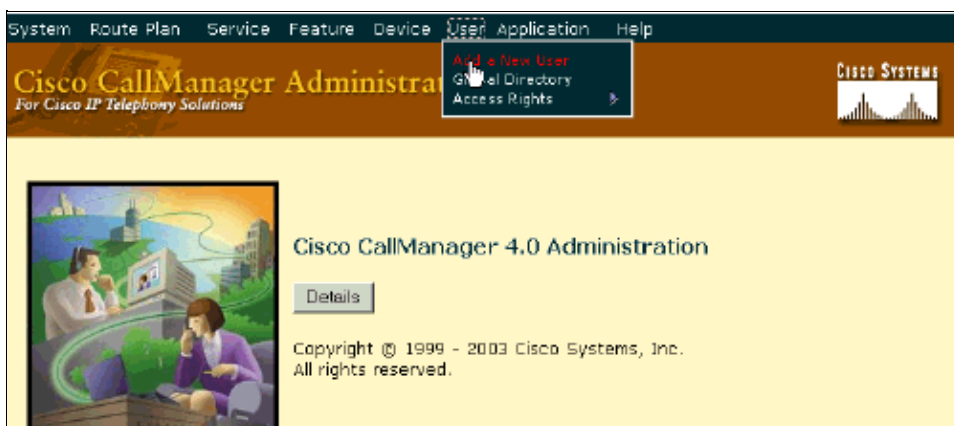 System Route Plan Service Feature Device User Application Help
Add a New User
Global Directory
Access Rights
Cisco CallManager Administrat
For Cisco IP Telephony Solutions
CISCO SYSTEMS
Cisco CallManager 4.0 Administration
Details
Copyright © 1999 - 2003 Cisco Systems, Inc.
All rights reserved.